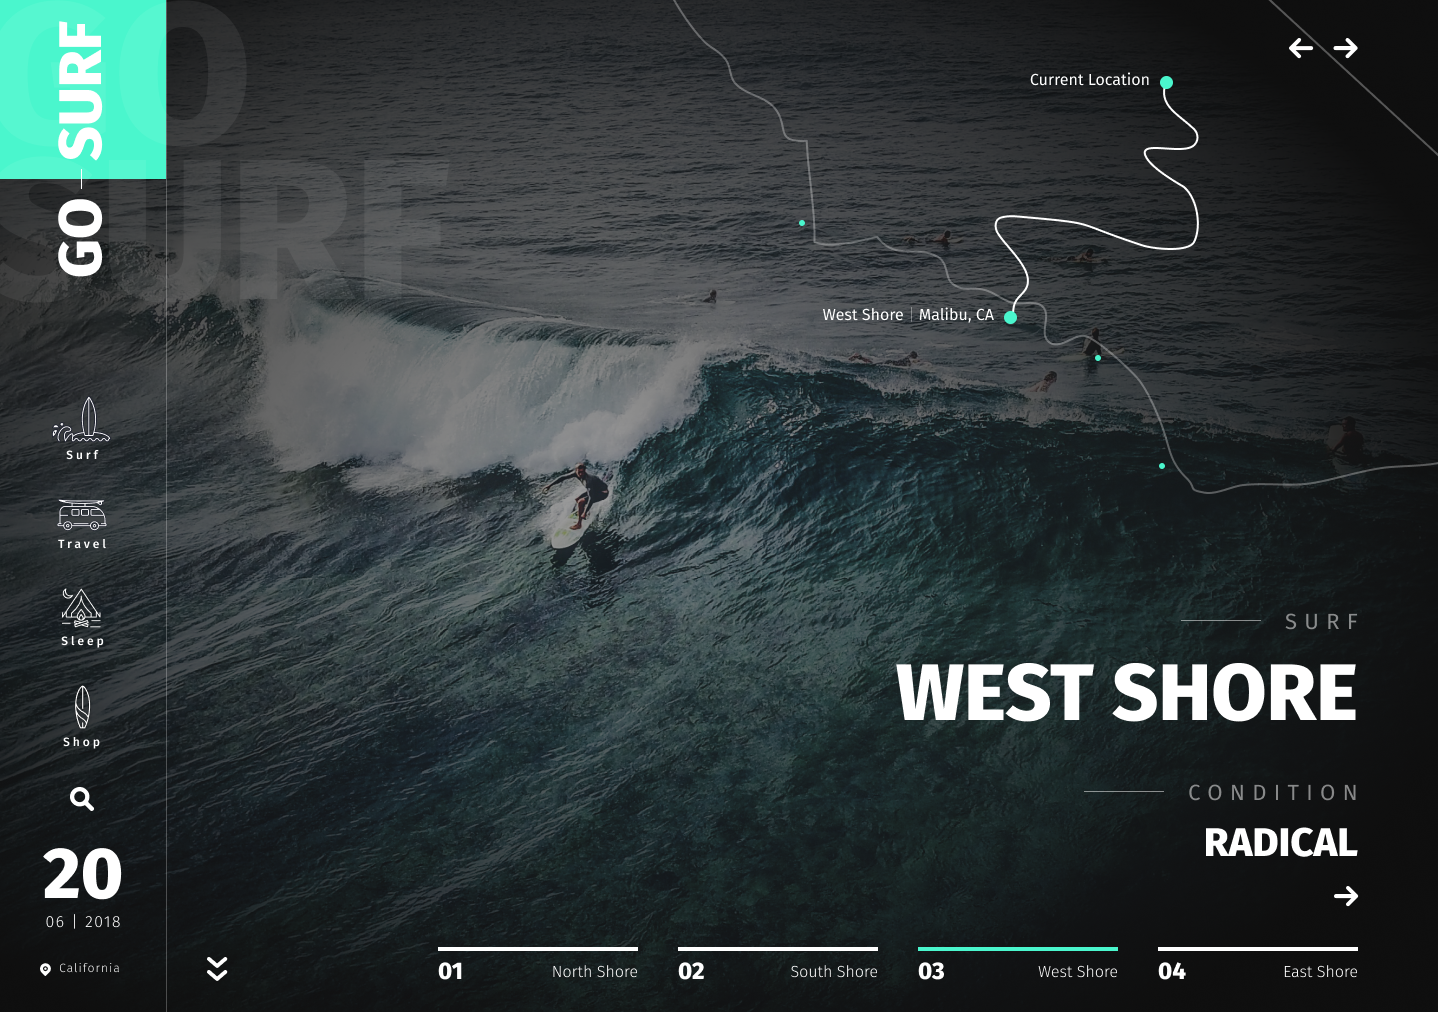 GO SURF
GO
SURF
Current Location
West Shore | Malibu, CA
Surf
Travel
Sleep
Shop
SURF
WEST SHORE
CONDITION
RADICAL
20
06 | 2018
California
01 North Shore
02 South Shore
03 West Shore
04 East Shore